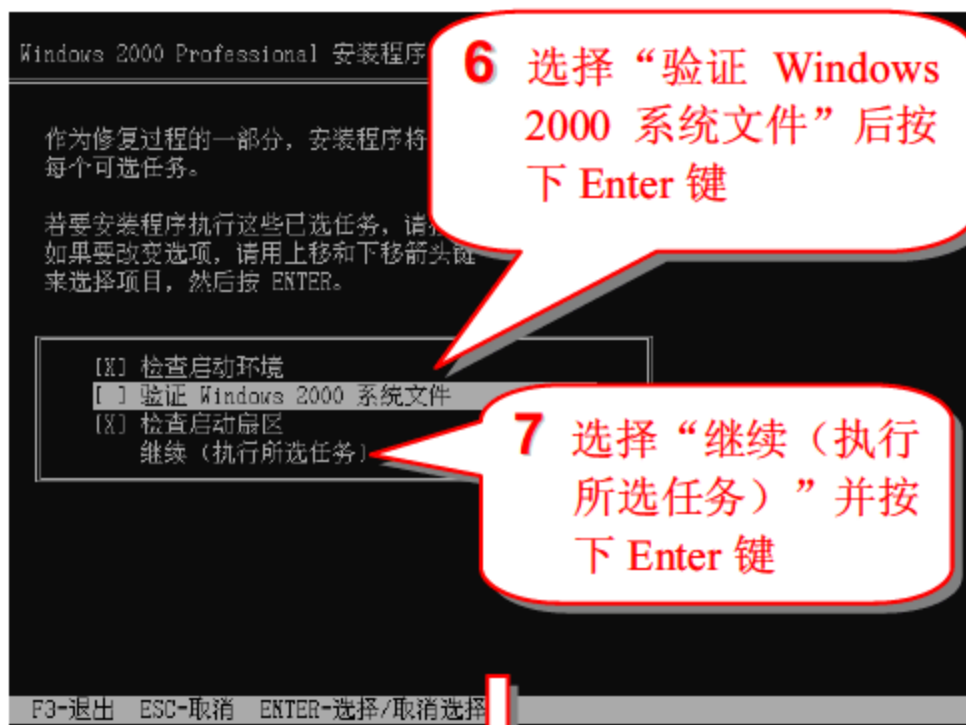 Windows 2000 Professional 安装程序
6 选择“验证 Windows
2000 系统文件”后按
下 Enter 键
作为修复过程的一部分，安装程序将
每个可选任务。
若要安装程序执行这些已选任务，请
如果要改变选项，请用上移和下移箭头键
来选择项目，然后按 ENTER。
[X] 检查启动环境
[ ] 验证 Windows 2000 系统文件
[X] 检查启动扇区
继续（执行所选任务）
7 选择“继续（执行
所选任务）”并按
下 Enter 键
F3-退出 ESC-取消 ENTER-选择/取消选择